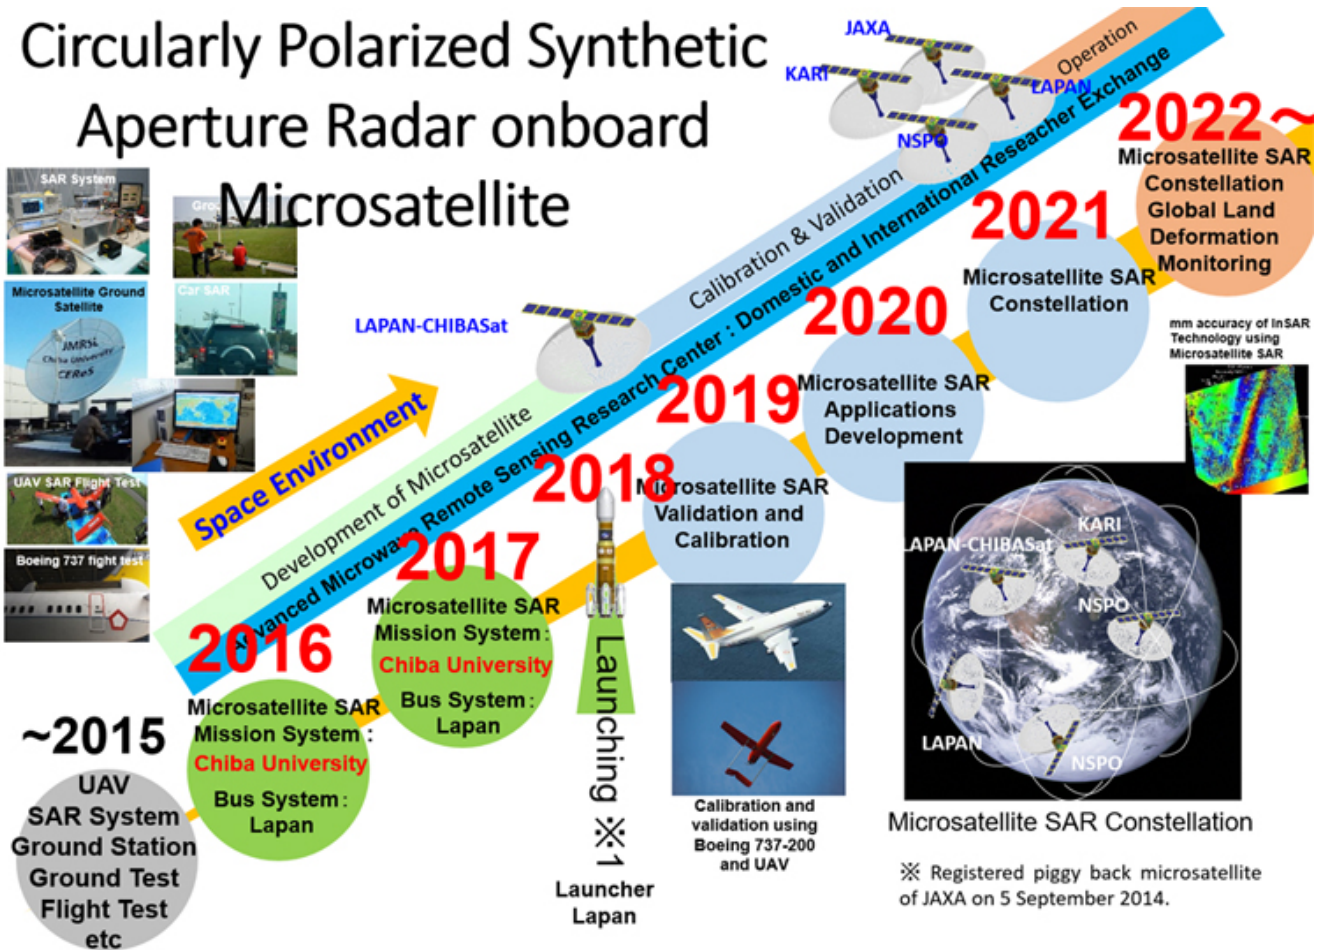 Circularly Polarized Synthetic
Aperture Radar onboard
Microsatellite
SAR System
Car SAR
Microsatellite Ground
Satellite
JMRSL
Chiba University
CEReS
UAV SAR Flight Test
Boeing 737 fight test
LAPAN-CHIBASat
Space Environment
Development of Microsatellite
Calibration & Validation
Operation
Advanced Microwave Remote Sensing Research Center : Domestic and International Reseacher Exchange
JAXA
KARI
LAPAN
NSPO
~2015
UAV
SAR System
Ground Station
Ground Test
Flight Test
etc
2016
Microsatellite SAR
Mission System :
Chiba University
Bus System :
Lapan
2017
Microsatellite SAR
Mission System :
Chiba University
Bus System :
Lapan
2018
Launching ※1
Launcher
Lapan
2019
Microsatellite SAR
Validation and
Calibration
Calibration and
validation using
Boeing 737-200
and UAV
2020
Microsatellite SAR
Applications
Development
2021
Microsatellite SAR
Constellation
2022~
Microsatellite SAR
Constellation
Global Land
Deformation
Monitoring
mm accuracy of InSAR
Technology using
Microsatellite SAR
KARI
LAPAN-CHIBASat
NSPO
LAPAN
NSPO
Microsatellite SAR Constellation
※ Registered piggy back microsatellite
of JAXA on 5 September 2014.